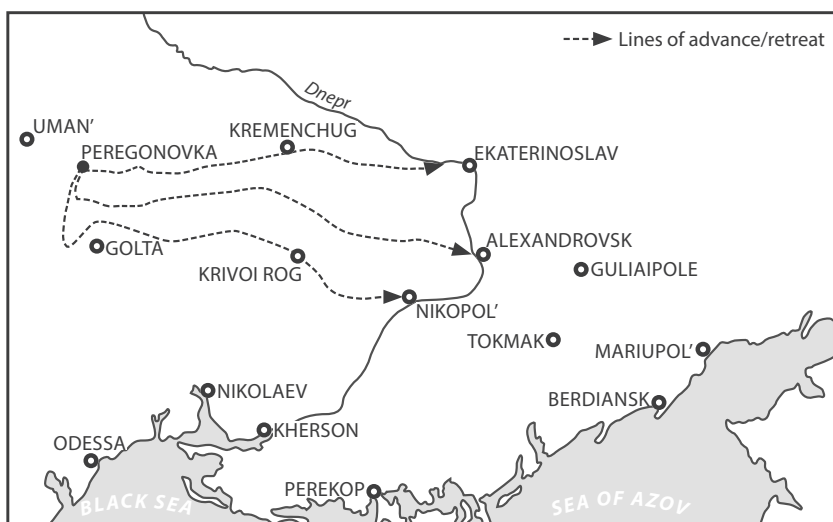 Lines of advance/retreat
Dnepr
UMAN’
KREMENCHUG
PEREGONOVKA
EKATERINOSLAV
GOLTA
ALEXANDROVSK
KRIVOI ROG
GULIAIPOLE
NIKOPOL’
TOKMAK
MARIUPOL’
NIKOLAEV
BERDIANSK
KHERSON
ODESSA
PEREKOP
BLACK SEA
SEA OF AZOV